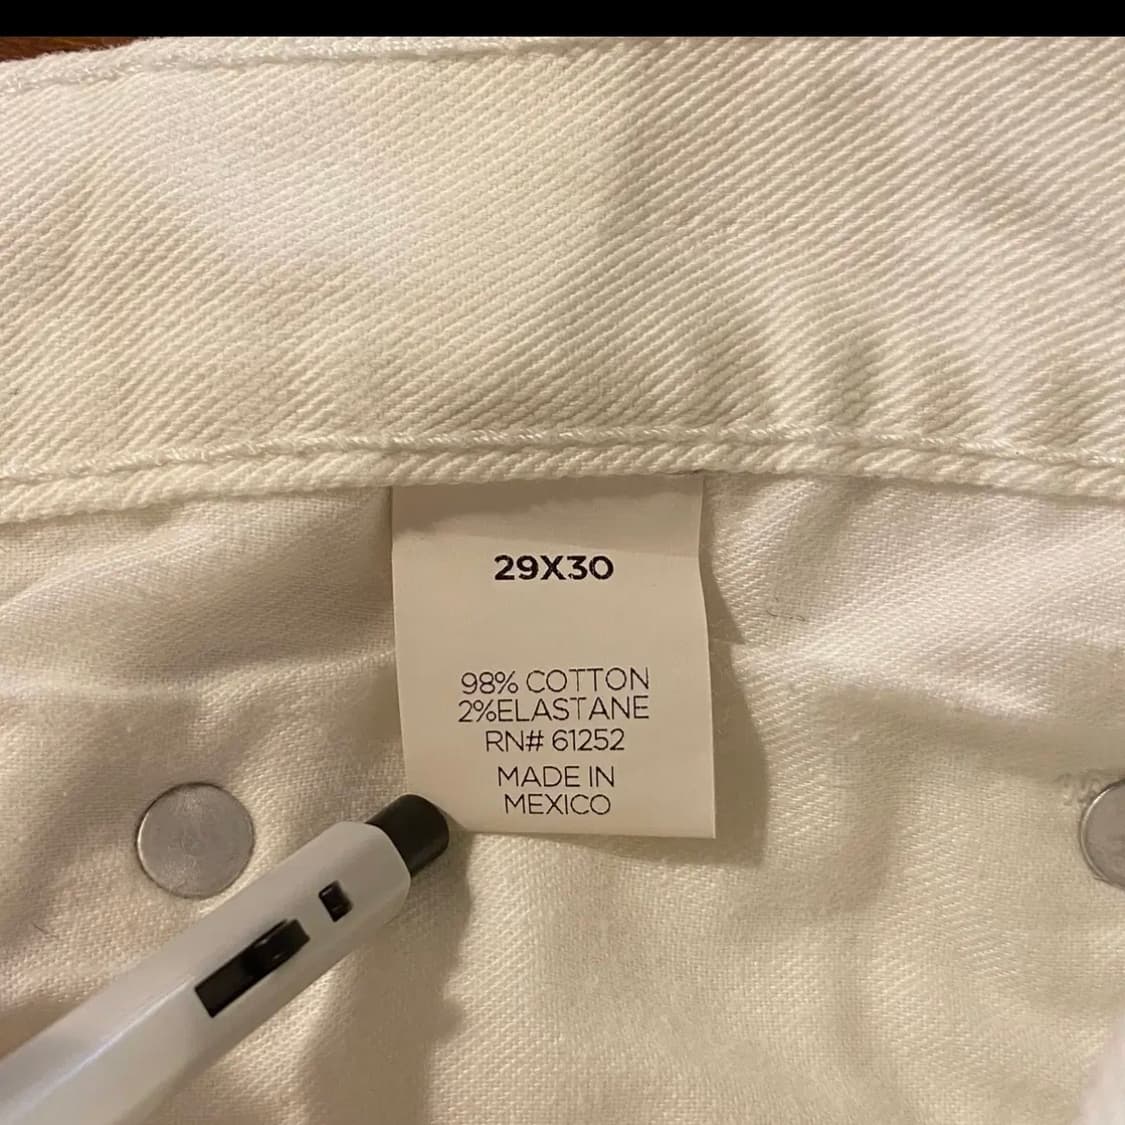 29X30
98% COTTON
2%ELASTANE
RN# 61252
MADE IN
MEXICO